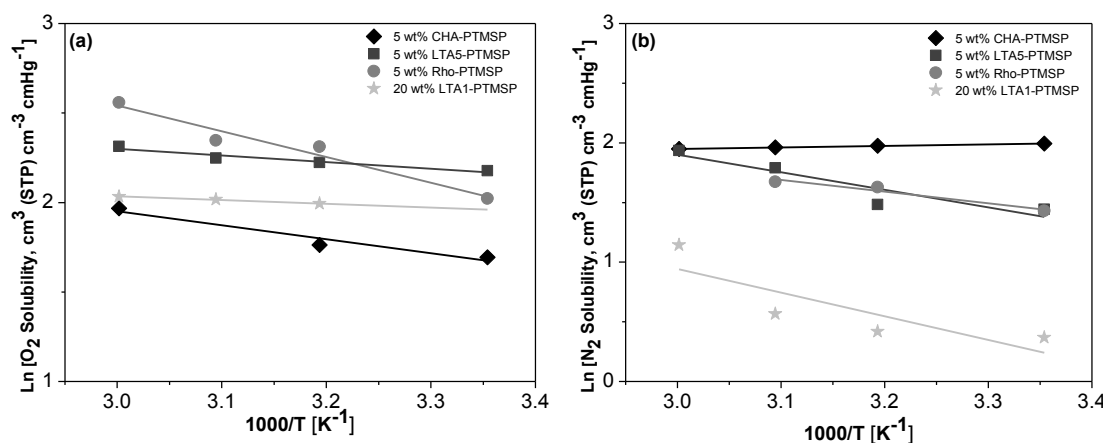 (a)
5 wt% CHA-PTMSP
5 wt% LTA5-PTMSP
5 wt% Rho-PTMSP
20 wt% LTA1-PTMSP
Ln [O₂ Solubility, cm³ (STP) cm⁻³ cmHg⁻¹]
3
2
1
3.0 3.1 3.2 3.3 3.4
1000/T [K⁻¹]
(b)
5 wt% CHA-PTMSP
5 wt% LTA5-PTMSP
5 wt% Rho-PTMSP
20 wt% LTA1-PTMSP
Ln [N₂ Solubility, cm³ (STP) cm⁻³ cmHg⁻¹]
3
2
1
0
3.0 3.1 3.2 3.3 3.4
1000/T [K⁻¹]